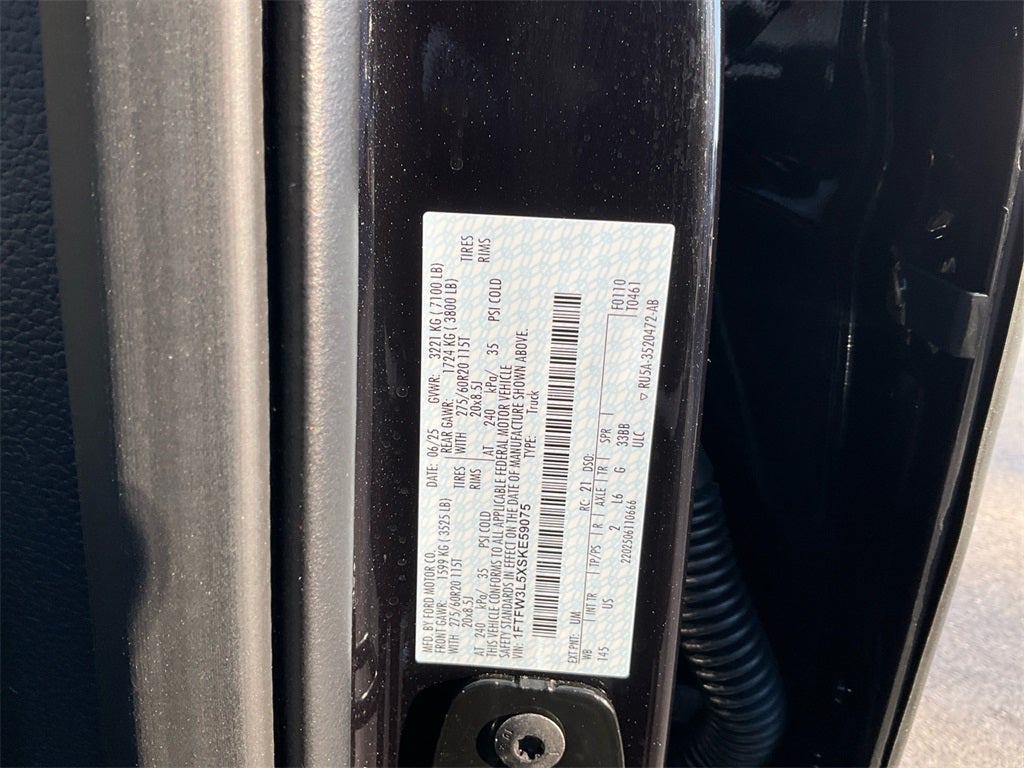 MFD. BY FORD MOTOR CO.
DATE: 06/25 GVWR: 3221 KG ( 7100 LB)
FRONT GAWR: 1599 KG ( 3525 LB) REAR GAWR: 1724 KG ( 3800 LB)
WITH 275/60R20 115T TIRES WITH 275/60R20 115T TIRES
20x8.5J RIMS 20x8.5J RIMS
AT 240 kPa/ 35 PSI COLD AT 240 kPa/ 35 PSI COLD
THIS VEHICLE CONFORMS TO ALL APPLICABLE FEDERAL MOTOR VEHICLE
SAFETY STANDARDS IN EFFECT ON THE DATE OF MANUFACTURE SHOWN ABOVE.
VIN: 1FTFW3L5XSKE59075 TYPE: Truck
EXT PNT: UM RC: 21 DSO: F0110
WB INT TR TP/PS R AXLE TR SPR T0461
145 US 2 L6 G 33BB
2202506110666 ULC ▽ RU5A-3520472-AB